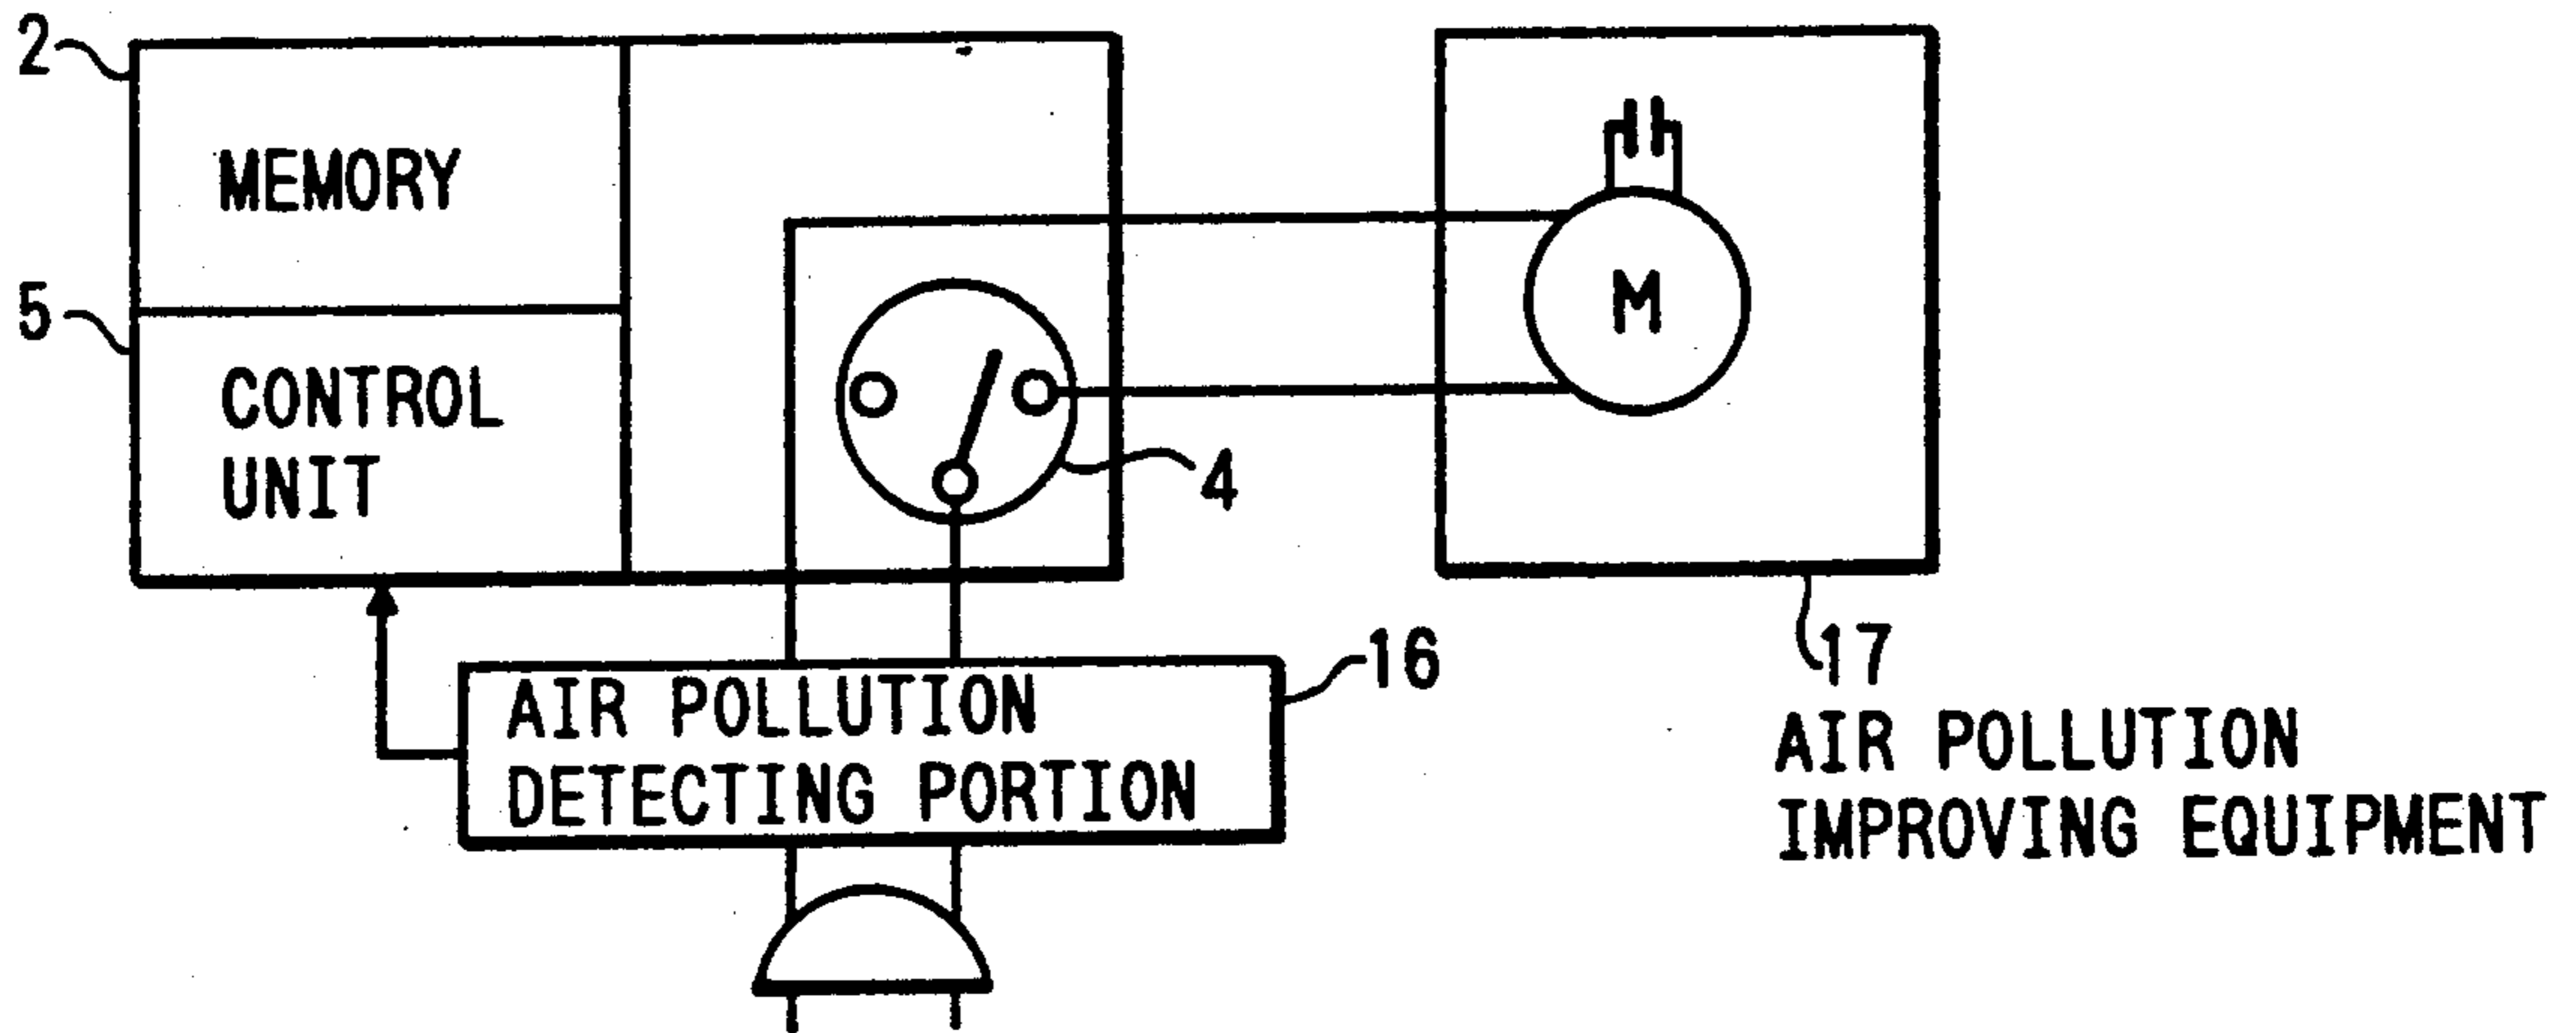 2
MEMORY
5
CONTROL
UNIT
M
4
16
AIR POLLUTION
DETECTING PORTION
17
AIR POLLUTION
IMPROVING EQUIPMENT